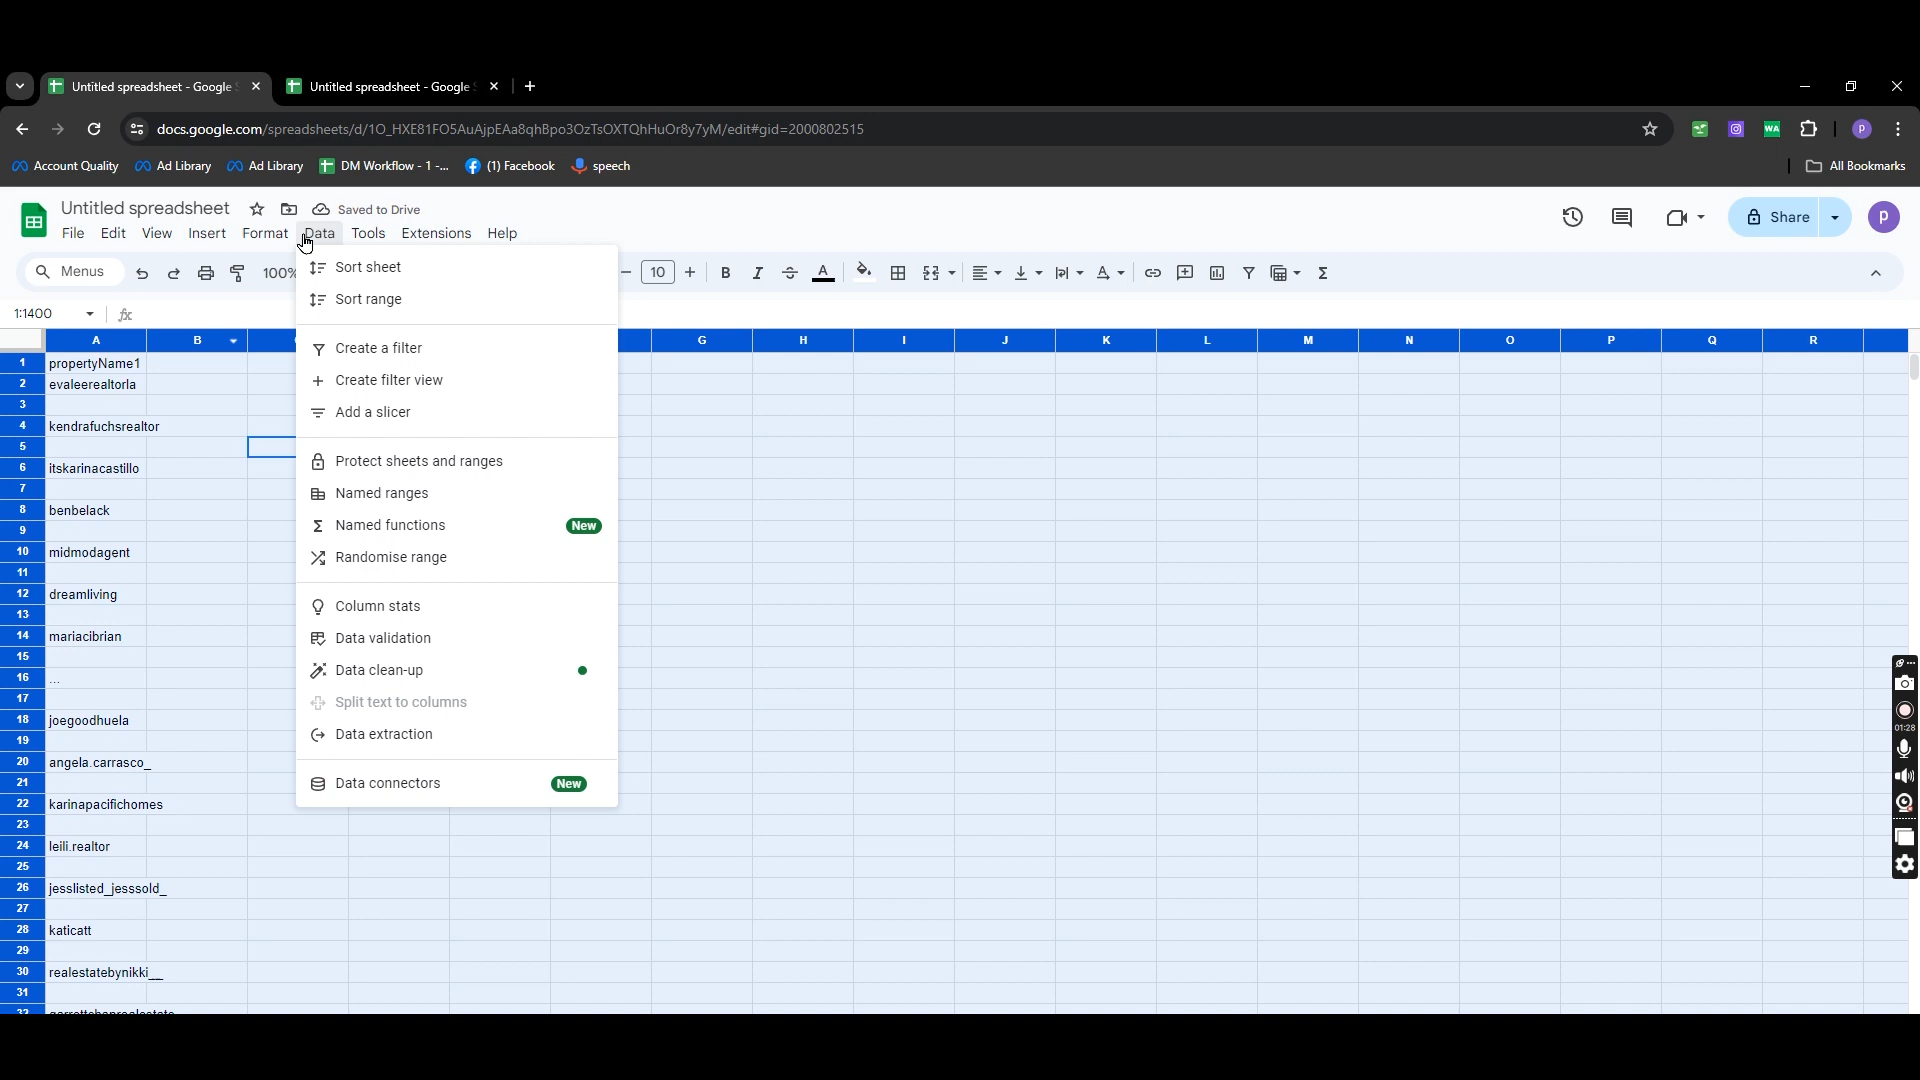 Untitled spreadsheet - Google S
Untitled spreadsheet - Google S
docs.google.com/spreadsheets/d/1O_HXE81FO5AuAjpEAa8qhBpo3OzTsOXTQhHuOr8y7yM/edit#gid=2000802515
WA
p
Account Quality
Ad Library
Ad Library
DM Workflow - 1 -...
(1) Facebook
speech
All Bookmarks
Untitled spreadsheet
Saved to Drive
Share
p
File Edit View Insert Format Data Tools Extensions Help
Menus
100%
10
B
I
A
1:1400
fx
A B G H I J K L M N O P Q R
1 propertyName1
2 evaleerealtorla
3
4 kendrafuchsrealtor
5
6 itskarinacastillo
7
8 benbelack
9
10 midmodagent
11
12 dreamliving
13
14 mariacibrian
15
16 ...
17
18 joegoodhuela
19
20 angela.carrasco_
21
22 karinapacifichomes
23
24 leili.realtor
25
26 jesslisted_jesssold_
27
28 katicatt
29
30 realestatebynikki__
31
32
Sort sheet
Sort range
Create a filter
Create filter view
Add a slicer
Protect sheets and ranges
Named ranges
Named functions New
Randomise range
Column stats
Data validation
Data clean-up
Split text to columns
Data extraction
Data connectors New
01:28